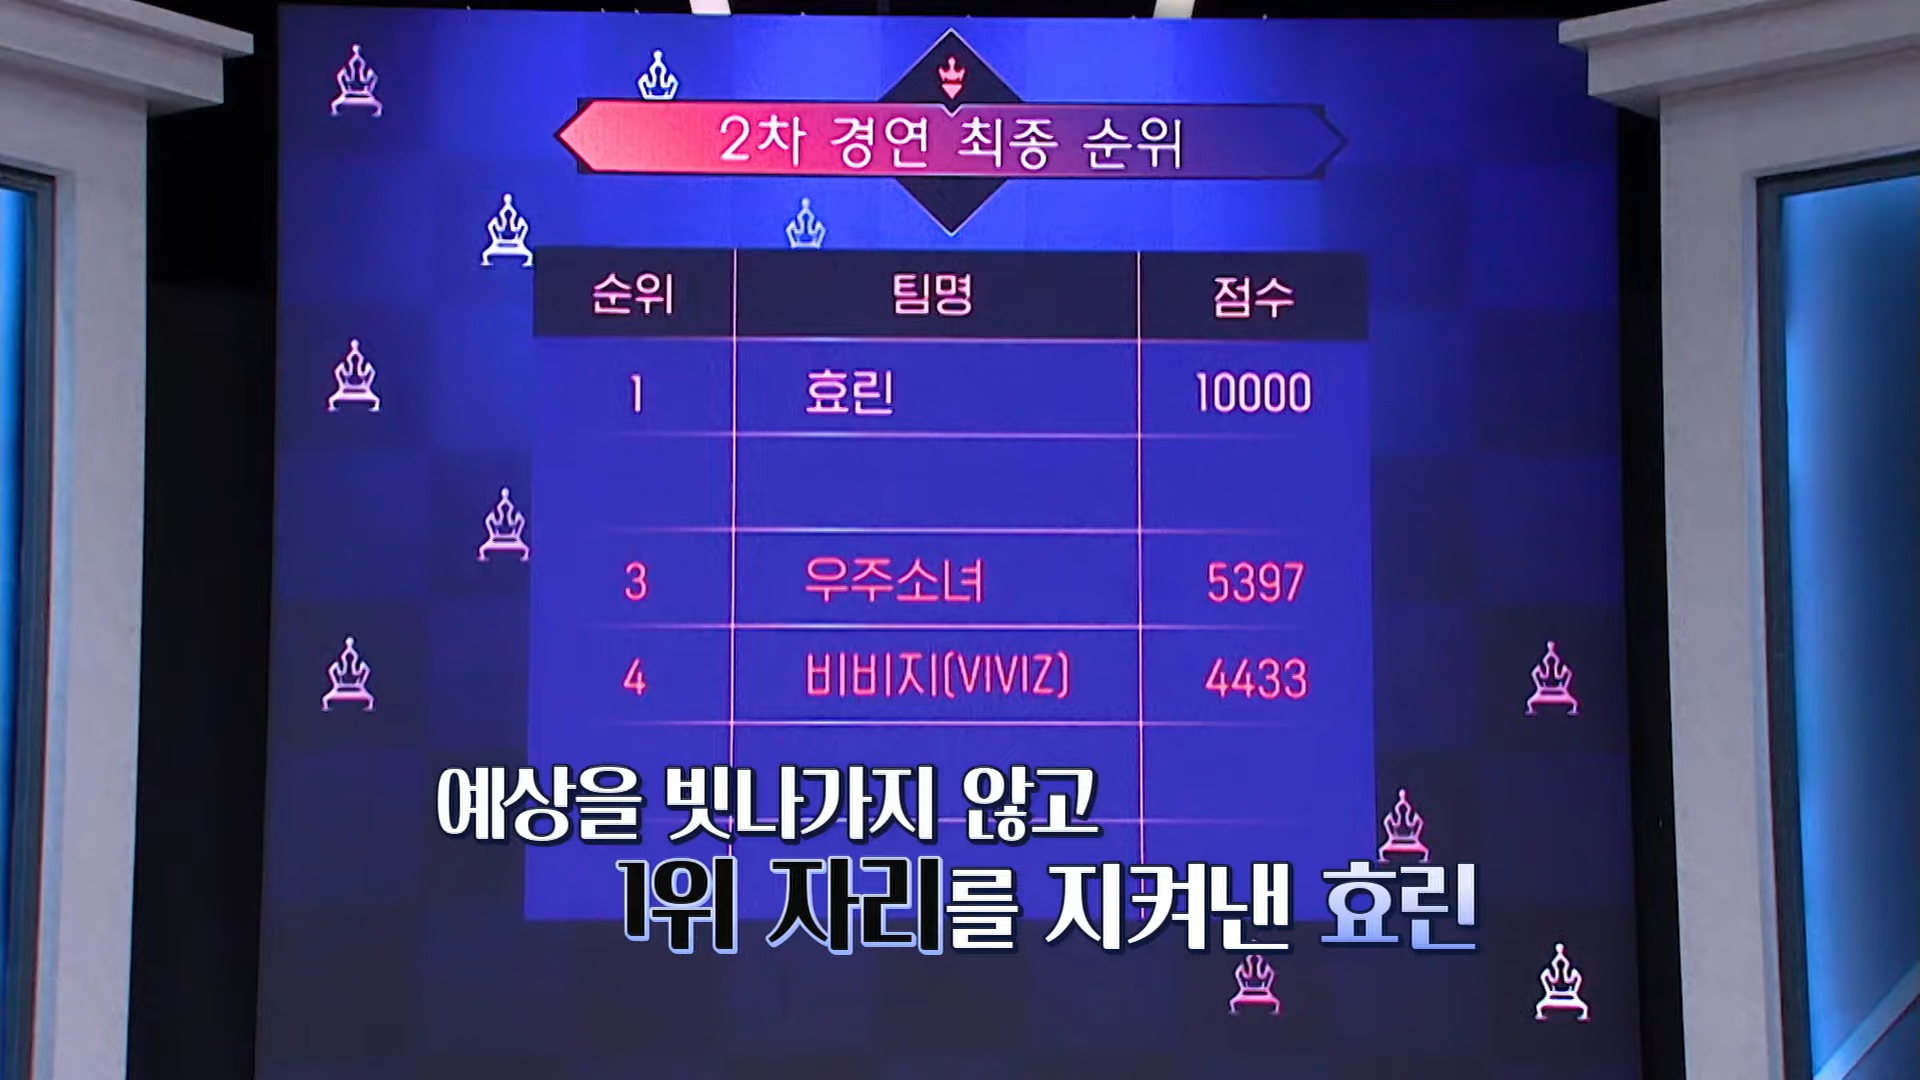 2차 경연 최종 순위
순위 팀명 점수
1 효린 10000
3 우주소녀 5397
4 비비지(VIVIZ) 4433
예상을 빗나가지 않고
1위 자리를 지켜낸 효린